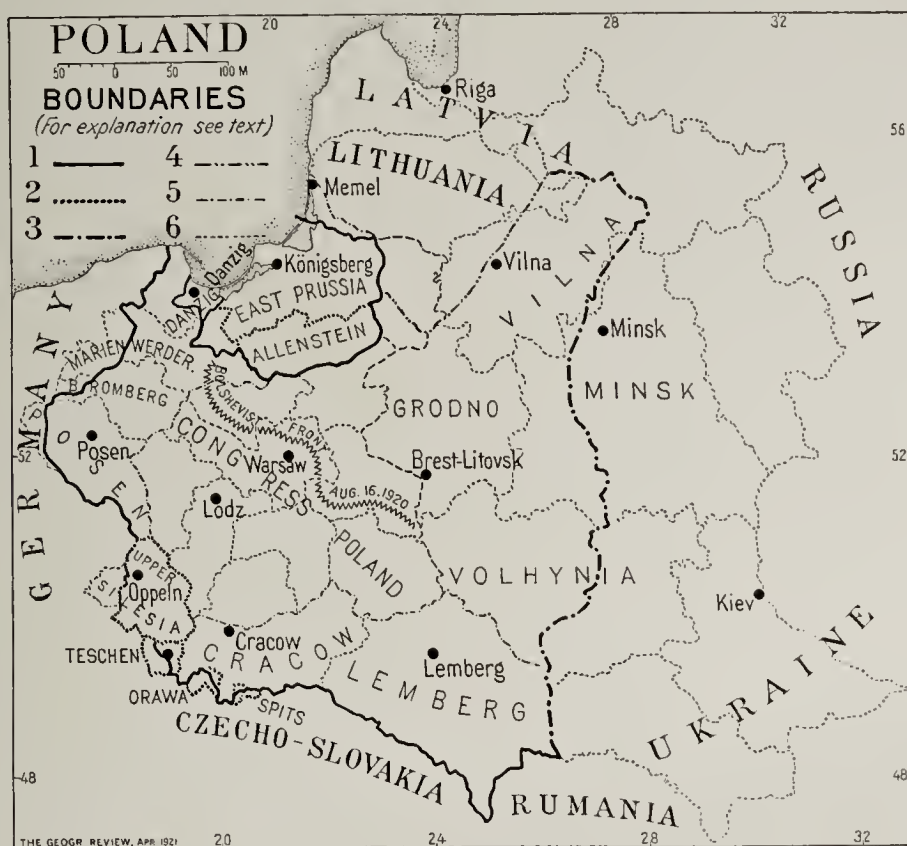 20
24
28
32
POLAND
50 0 50 100 M
BOUNDARIES
(For explanation see text)
1 4
2 5
3 6
Riga
LATVIA
56
LITHUANIA
RUSSIA
Memel
Danzig
Königsberg
Vilna
VILNA
DANZIG
EAST PRUSSIA
Minsk
GERMANY
MARIENWERDER
ALLENSTEIN
BROMBERG
BOLSHEVIST FRONT
AUG. 16, 1920
GRODNO
MINSK
POSEN
Posen
52
52
CONGRESS POLAND
Warsaw
Brest-Litovsk
Lodz
UPPER SILESIA
Oppeln
VOLHYNIA
Kiev
TESCHEN
Cracow
CRACOW
Lemberg
LEMBERG
UKRAINE
ORAWA
SPITS
CZECHO-SLOVAKIA
RUMANIA
48
48
THE GEOGR. REVIEW, APR. 1921
20
24
28
32